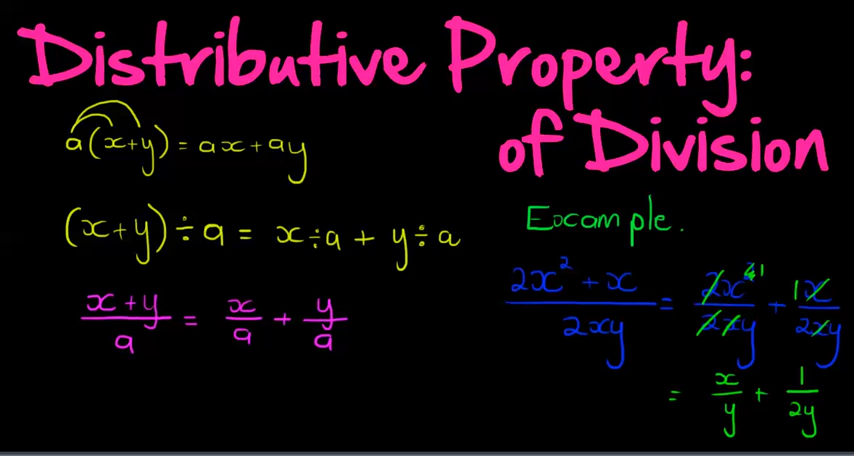 Distributive Property:
of Division
a(x+y) = ax + ay
(x+y) ÷ a = x ÷ a + y ÷ a
(x + y)/a = x/a + y/a
Example.
(2x² + x)/(2xy) = 2x²/(2xy) + 1x/(2xy)
= x/y + 1/(2y)